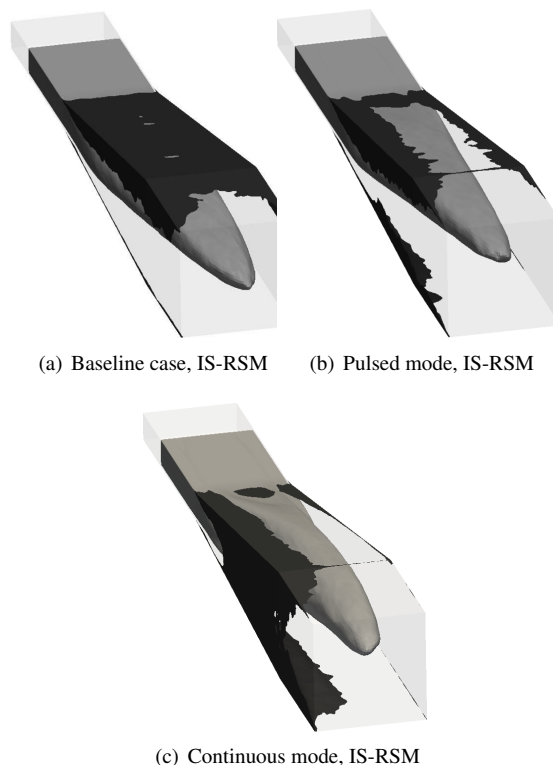 (a) Baseline case, IS-RSM
(b) Pulsed mode, IS-RSM
(c) Continuous mode, IS-RSM